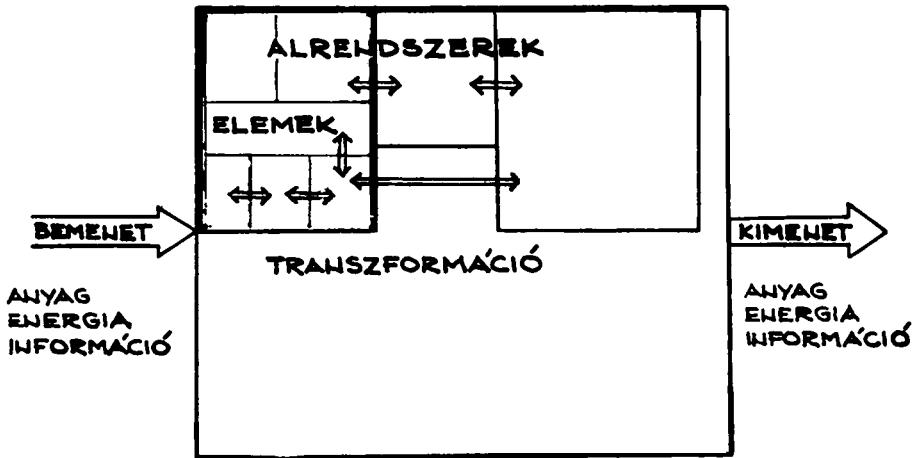 ALRENDSZEREK
ELEMEK
BEMENET
TRANSZFORMÁCIÓ
KIMENET
ANYAG
ENERGIA
INFORMÁCIÓ
ANYAG
ENERGIA
INFORMÁCIÓ